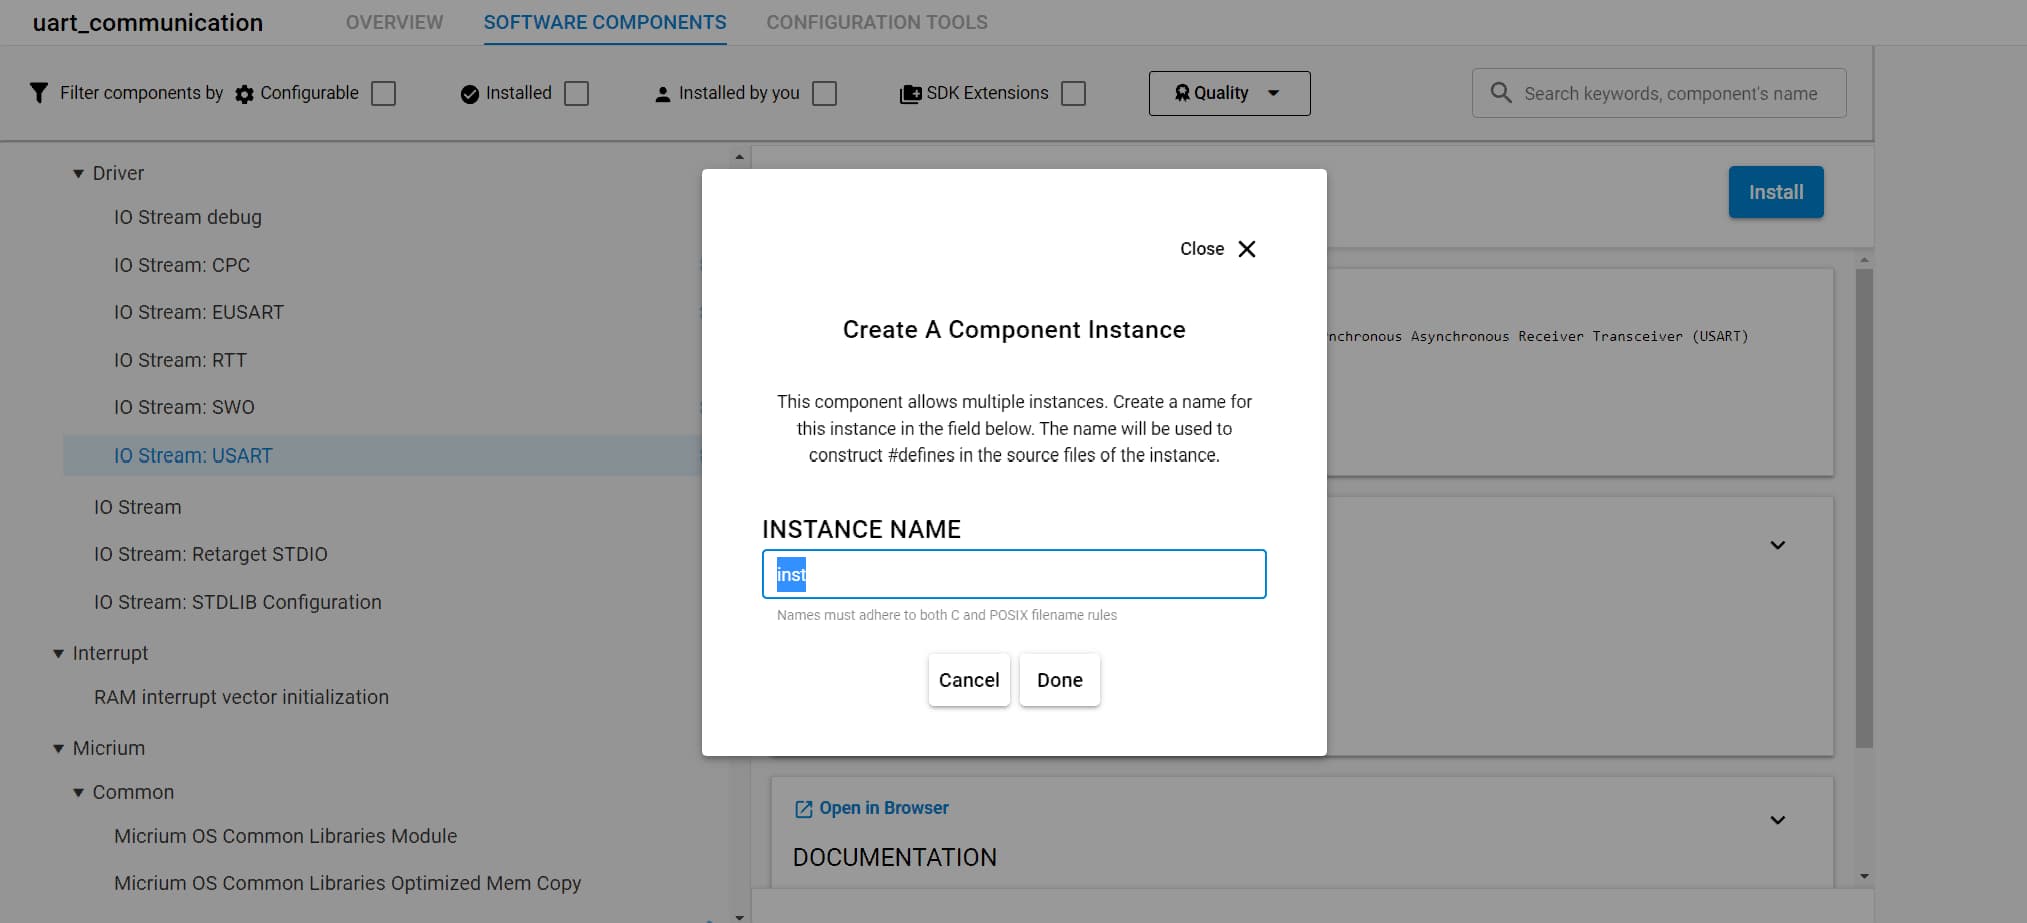 uart_communication
OVERVIEW
SOFTWARE COMPONENTS
CONFIGURATION TOOLS
Filter components by
Configurable
Installed
Installed by you
SDK Extensions
Quality
Search keywords, component's name
Driver
IO Stream debug
IO Stream: CPC
IO Stream: EUSART
IO Stream: RTT
IO Stream: SWO
IO Stream: USART
IO Stream
IO Stream: Retarget STDIO
IO Stream: STDLIB Configuration
Interrupt
RAM interrupt vector initialization
Micrium
Common
Micrium OS Common Libraries Module
Micrium OS Common Libraries Optimized Mem Copy
Install
nchronous Asynchronous Receiver Transceiver (USART)
Close
Create A Component Instance
This component allows multiple instances. Create a name for
this instance in the field below. The name will be used to
construct #defines in the source files of the instance.
INSTANCE NAME
inst
Names must adhere to both C and POSIX filename rules
Cancel
Done
Open in Browser
DOCUMENTATION